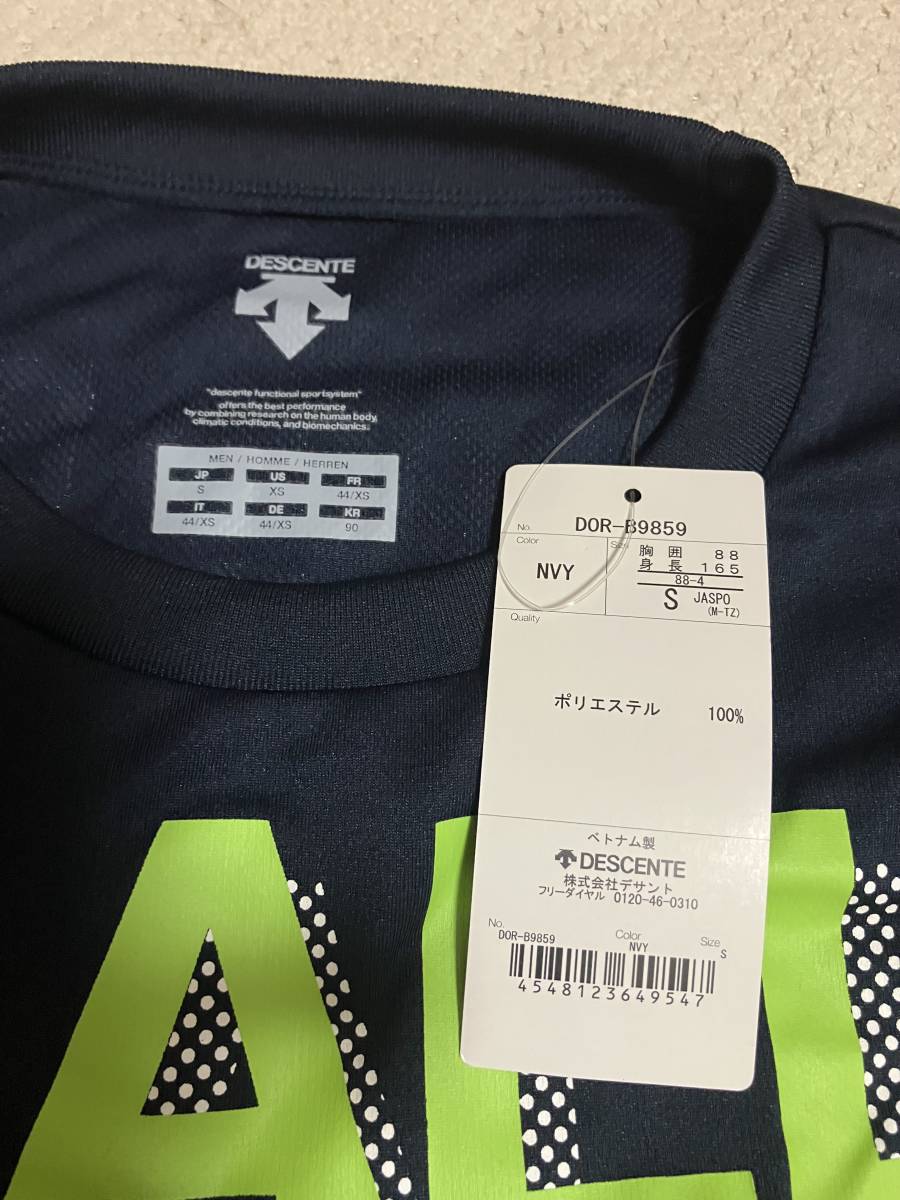 DESCENTE
"descente functional sportsystem"
offers the best performance
by combining research on the human body,
climatic conditions, and biomechanics.
MEN / HOMME / HERREN
JP US FR
S XS 44/XS
IT DE KR
44/XS 44/XS 90
No. DOR-B9859
Color NVY
Size 胸囲 88
身長 165
88-4
S JASPO
(M-TZ)
Quality
ポリエステル 100%
ベトナム製
DESCENTE
株式会社デサント
フリーダイヤル 0120-46-0310
No. Color Size
DOR-B9859 NVY S
4548123649547